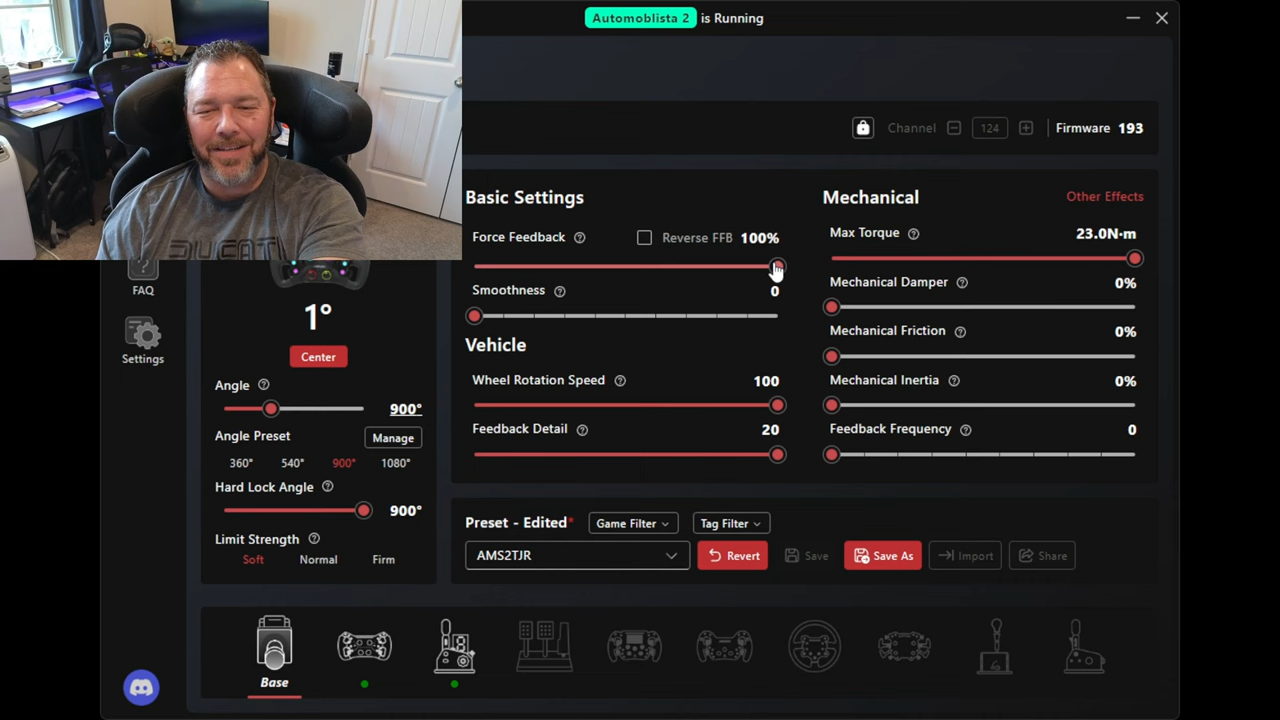 Automoblista 2 is Running
Channel 124 Firmware 193
DUCATI
Basic Settings
Force Feedback Reverse FFB 100%
Smoothness 0
Vehicle
Wheel Rotation Speed 100
Feedback Detail 20
Mechanical Other Effects
Max Torque 23.0N·m
Mechanical Damper 0%
Mechanical Friction 0%
Mechanical Inertia 0%
Feedback Frequency 0
FAQ
Settings
1°
Center
Angle 900°
Angle Preset Manage
360° 540° 900° 1080°
Hard Lock Angle 900°
Limit Strength
Soft Normal Firm
Preset - Edited* Game Filter Tag Filter
AMS2TJR Revert Save Save As Import Share
Base